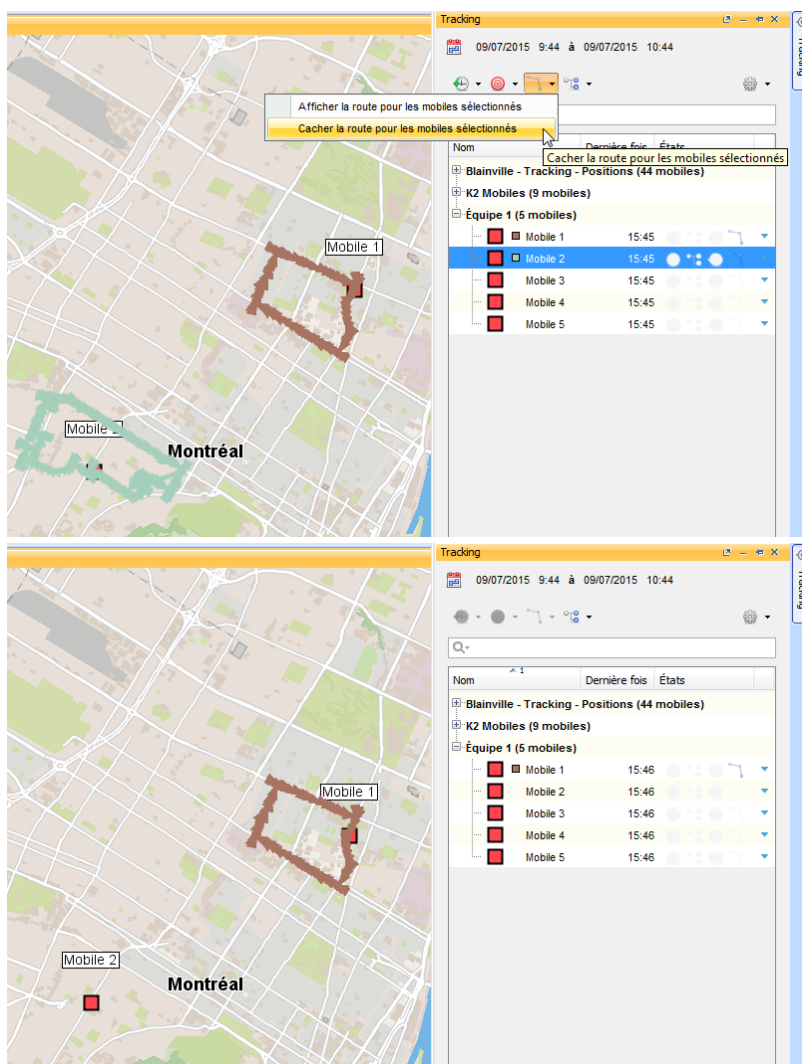 Tracking
09/07/2015 9:44 à 09/07/2015 10:44
Afficher la route pour les mobiles sélectionnés
Cacher la route pour les mobiles sélectionnés
Nom Dernière fois États
Cacher la route pour les mobiles sélectionnés
Blainville - Tracking - Positions (44 mobiles)
K2 Mobiles (9 mobiles)
Équipe 1 (5 mobiles)
Mobile 1 15:45
Mobile 2 15:45
Mobile 3 15:45
Mobile 4 15:45
Mobile 5 15:45
Mobile 1
Mobile 2
Montréal
Tracking
Tracking
09/07/2015 9:44 à 09/07/2015 10:44
1
Nom Dernière fois États
Blainville - Tracking - Positions (44 mobiles)
K2 Mobiles (9 mobiles)
Équipe 1 (5 mobiles)
Mobile 1 15:46
Mobile 2 15:46
Mobile 3 15:46
Mobile 4 15:46
Mobile 5 15:46
Mobile 1
Mobile 2
Montréal
Tracking